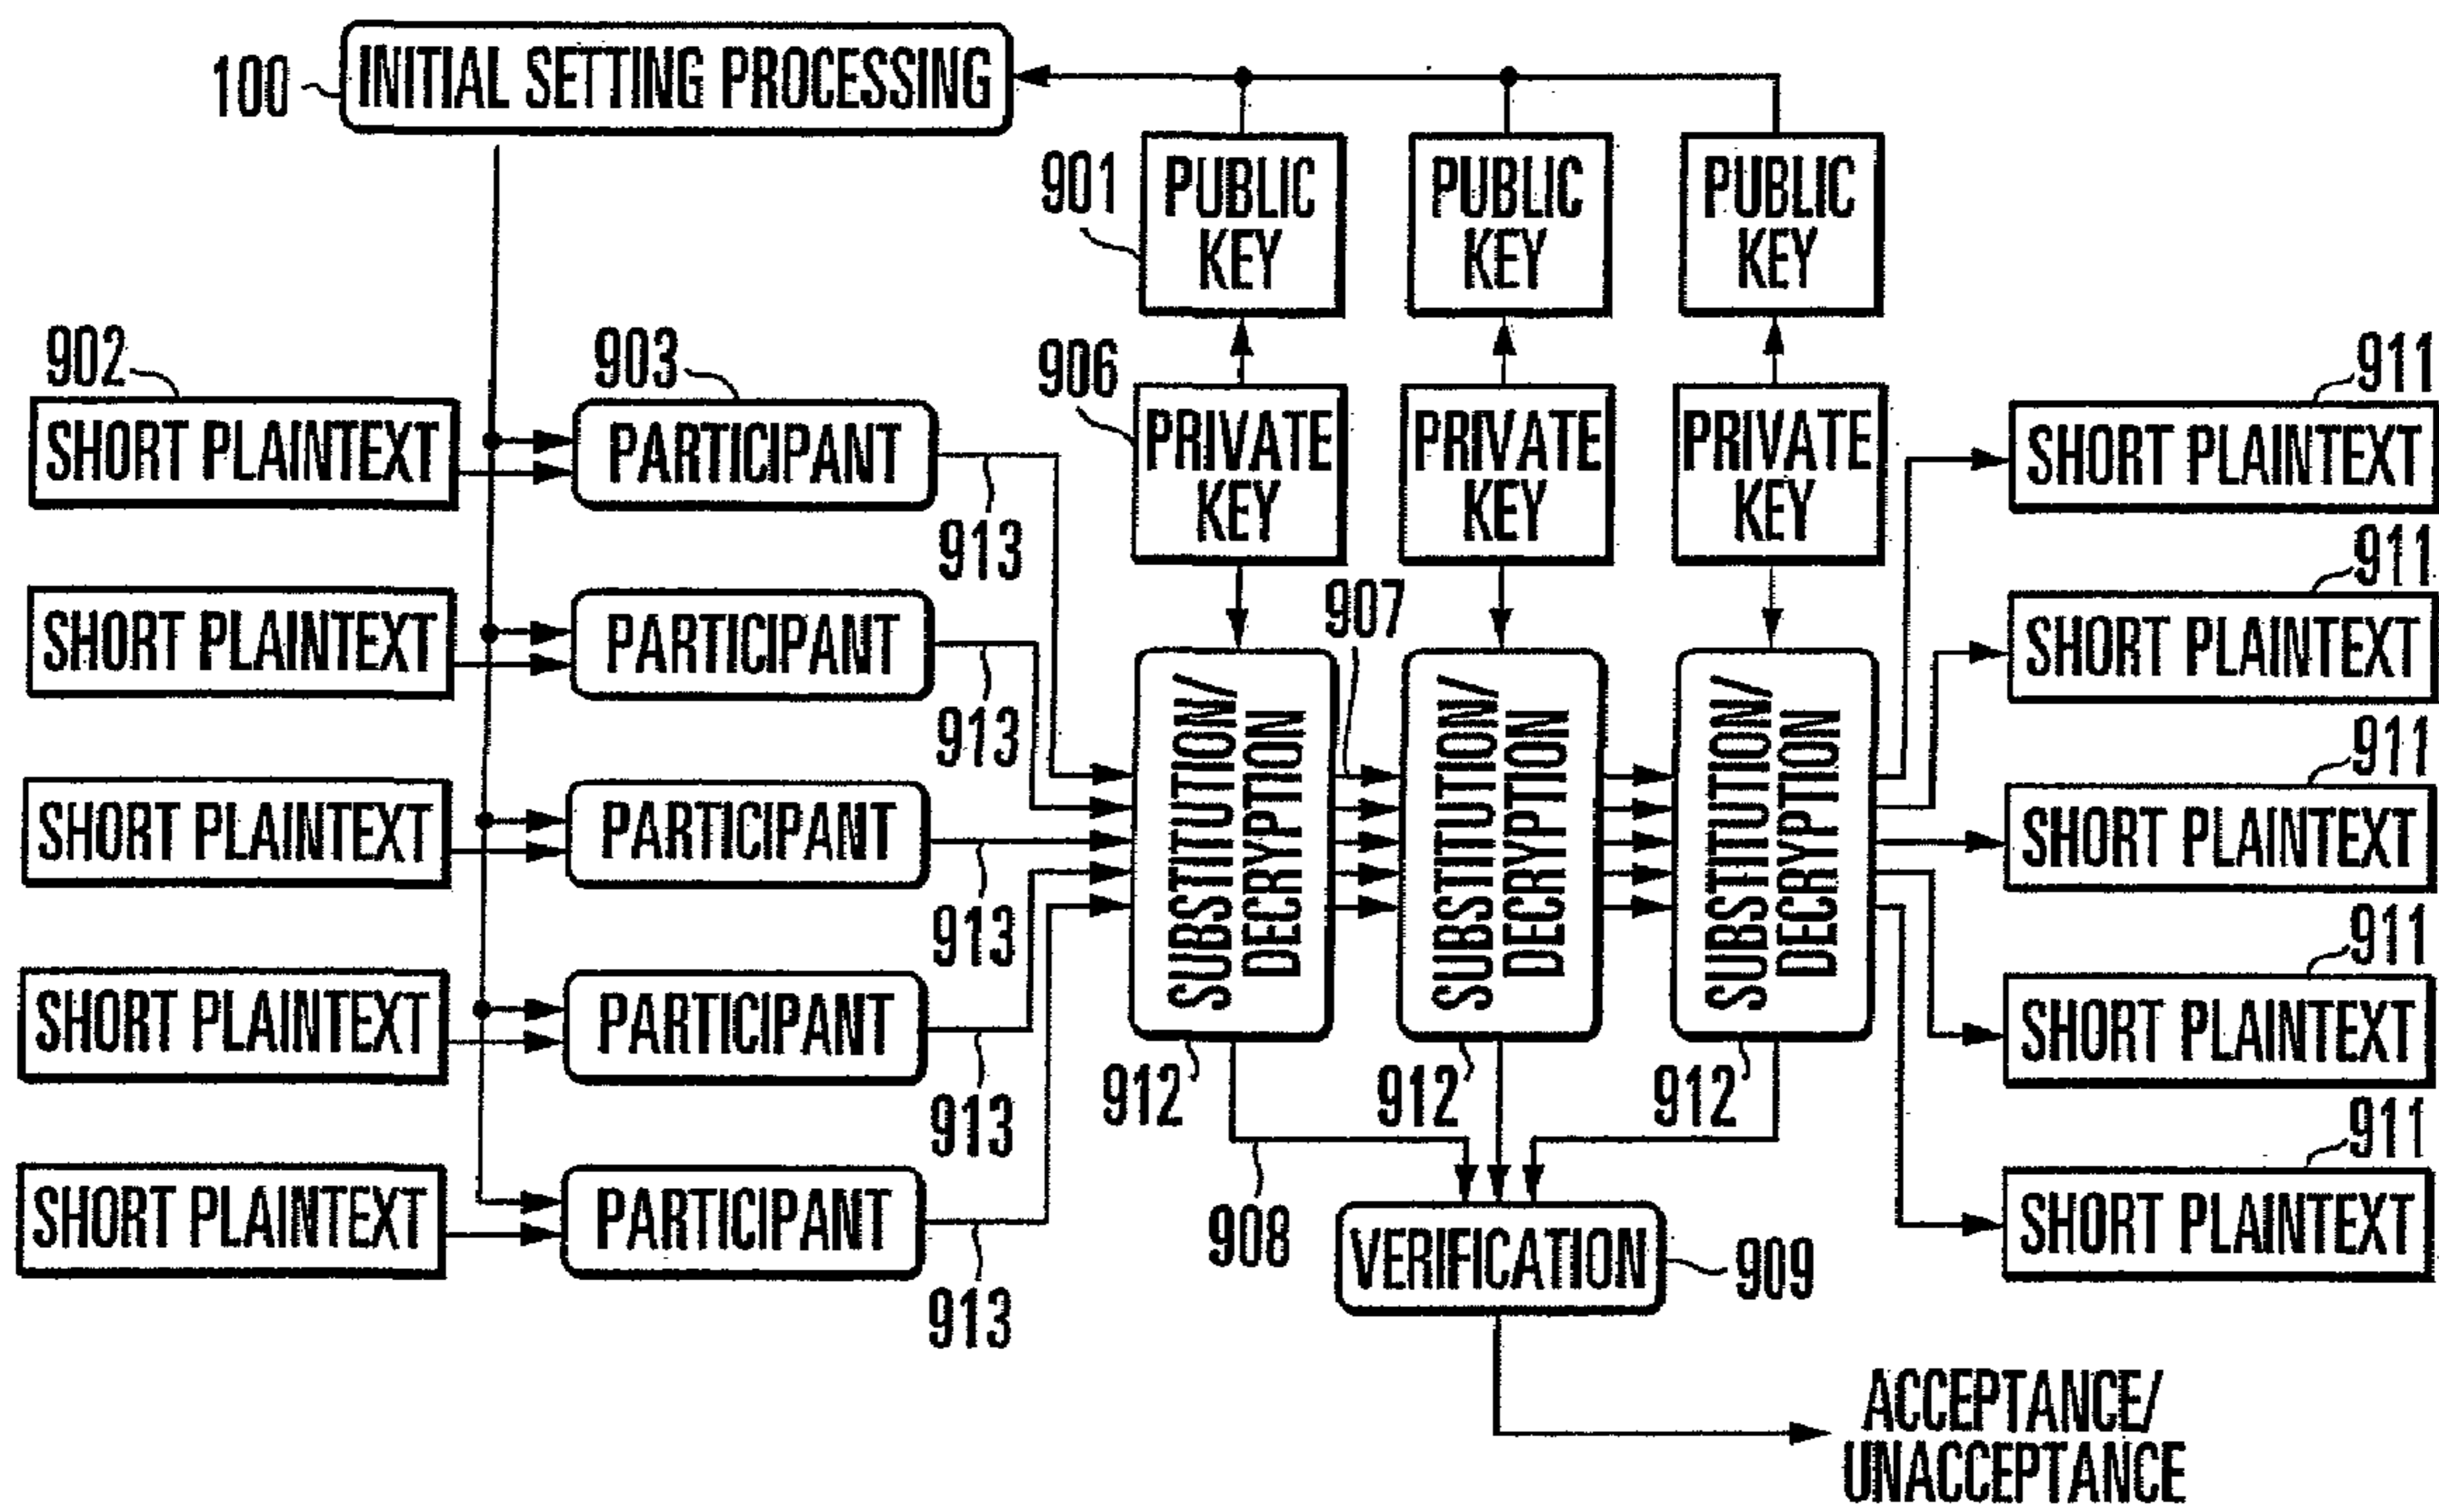 100
INITIAL SETTING PROCESSING
901
PUBLIC
KEY
PUBLIC
KEY
PUBLIC
KEY
906
PRIVATE
KEY
PRIVATE
KEY
PRIVATE
KEY
902
SHORT PLAINTEXT
903
PARTICIPANT
913
SHORT PLAINTEXT
PARTICIPANT
913
SHORT PLAINTEXT
PARTICIPANT
913
SHORT PLAINTEXT
PARTICIPANT
913
SHORT PLAINTEXT
PARTICIPANT
913
907
SUBSTITUTION/
DECRYPTION
SUBSTITUTION/
DECRYPTION
SUBSTITUTION/
DECRYPTION
912
912
912
911
SHORT PLAINTEXT
911
SHORT PLAINTEXT
911
SHORT PLAINTEXT
911
SHORT PLAINTEXT
911
SHORT PLAINTEXT
908
VERIFICATION
909
ACCEPTANCE/
UNACCEPTANCE